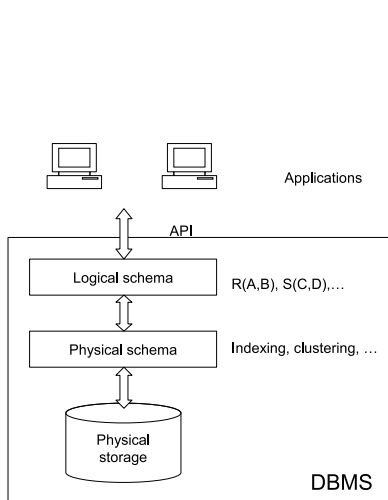 Applications
API
Logical schema
R(A,B), S(C,D),...
Physical schema
Indexing, clustering, ...
Physical
storage
DBMS